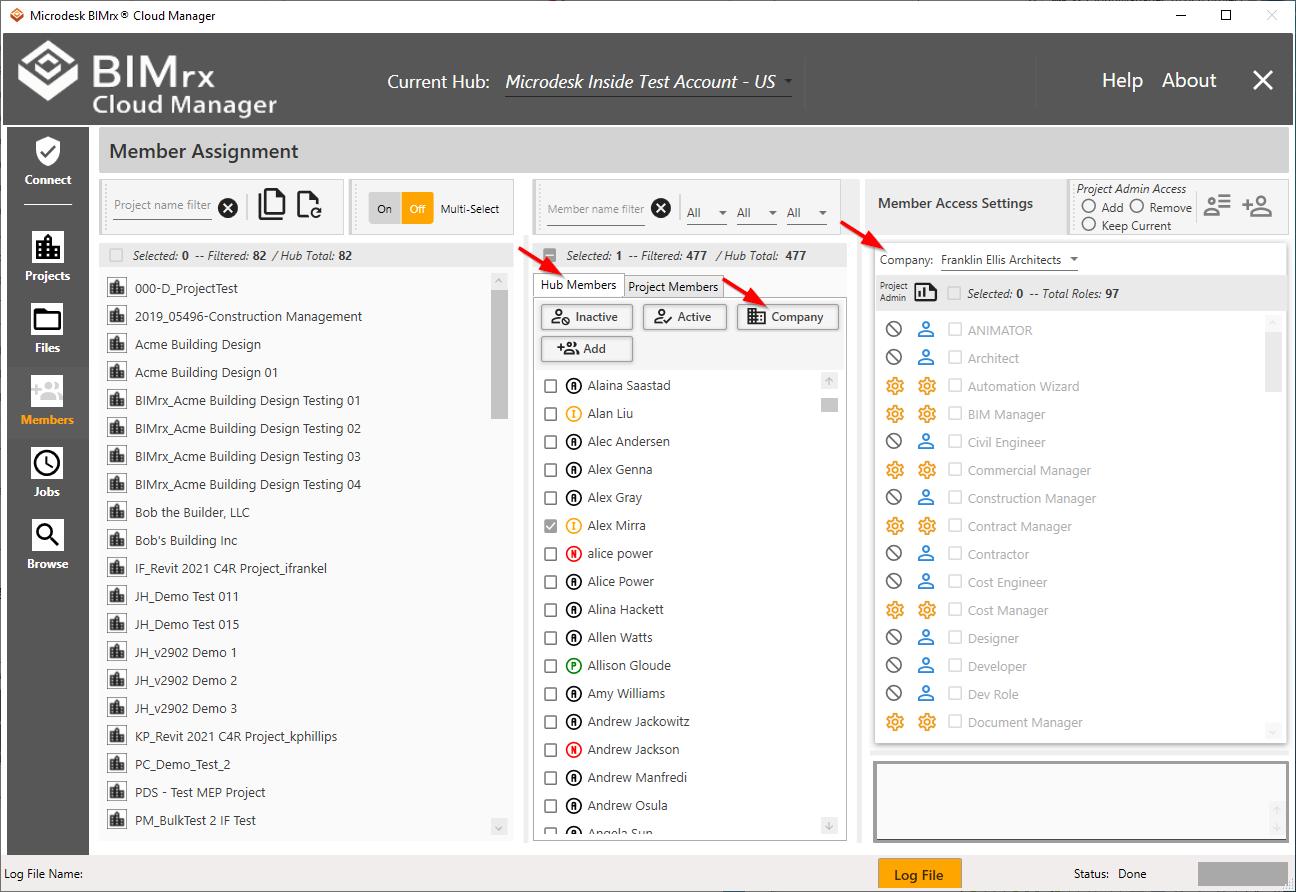 Microdesk BIMrx® Cloud Manager
BIMrx
Cloud Manager
Current Hub: Microdesk Inside Test Account - US
Help About
Connect
Projects
Files
Members
Jobs
Browse
Member Assignment
Project name filter
On Off Multi-Select
Selected: 0 -- Filtered: 82 / Hub Total: 82
000-D_ProjectTest
2019_05496-Construction Management
Acme Building Design
Acme Building Design 01
BIMrx_Acme Building Design Testing 01
BIMrx_Acme Building Design Testing 02
BIMrx_Acme Building Design Testing 03
BIMrx_Acme Building Design Testing 04
Bob the Builder, LLC
Bob's Building Inc
IF_Revit 2021 C4R Project_ifrankel
JH_Demo Test 011
JH_Demo Test 015
JH_v2902 Demo 1
JH_v2902 Demo 2
JH_v2902 Demo 3
KP_Revit 2021 C4R Project_kphillips
PC_Demo_Test_2
PDS - Test MEP Project
PM_BulkTest 2 IF Test
Member name filter
All All All
Selected: 1 -- Filtered: 477 / Hub Total: 477
Hub Members Project Members
Inactive Active Company
Add
A Alaina Saastad
I Alan Liu
A Alec Andersen
A Alex Genna
A Alex Gray
I Alex Mirra
N alice power
A Alice Power
A Alina Hackett
A Allen Watts
P Allison Gloude
A Amy Williams
A Andrew Jackowitz
N Andrew Jackson
A Andrew Manfredi
A Andrew Osula
A Angela Sun
Member Access Settings
Project Admin Access
Add Remove
Keep Current
Company: Franklin Ellis Architects
Project
Admin
Selected: 0 -- Total Roles: 97
ANIMATOR
Architect
Automation Wizard
BIM Manager
Civil Engineer
Commercial Manager
Construction Manager
Contract Manager
Contractor
Cost Engineer
Cost Manager
Designer
Developer
Dev Role
Document Manager
Log File Name:
Log File
Status: Done